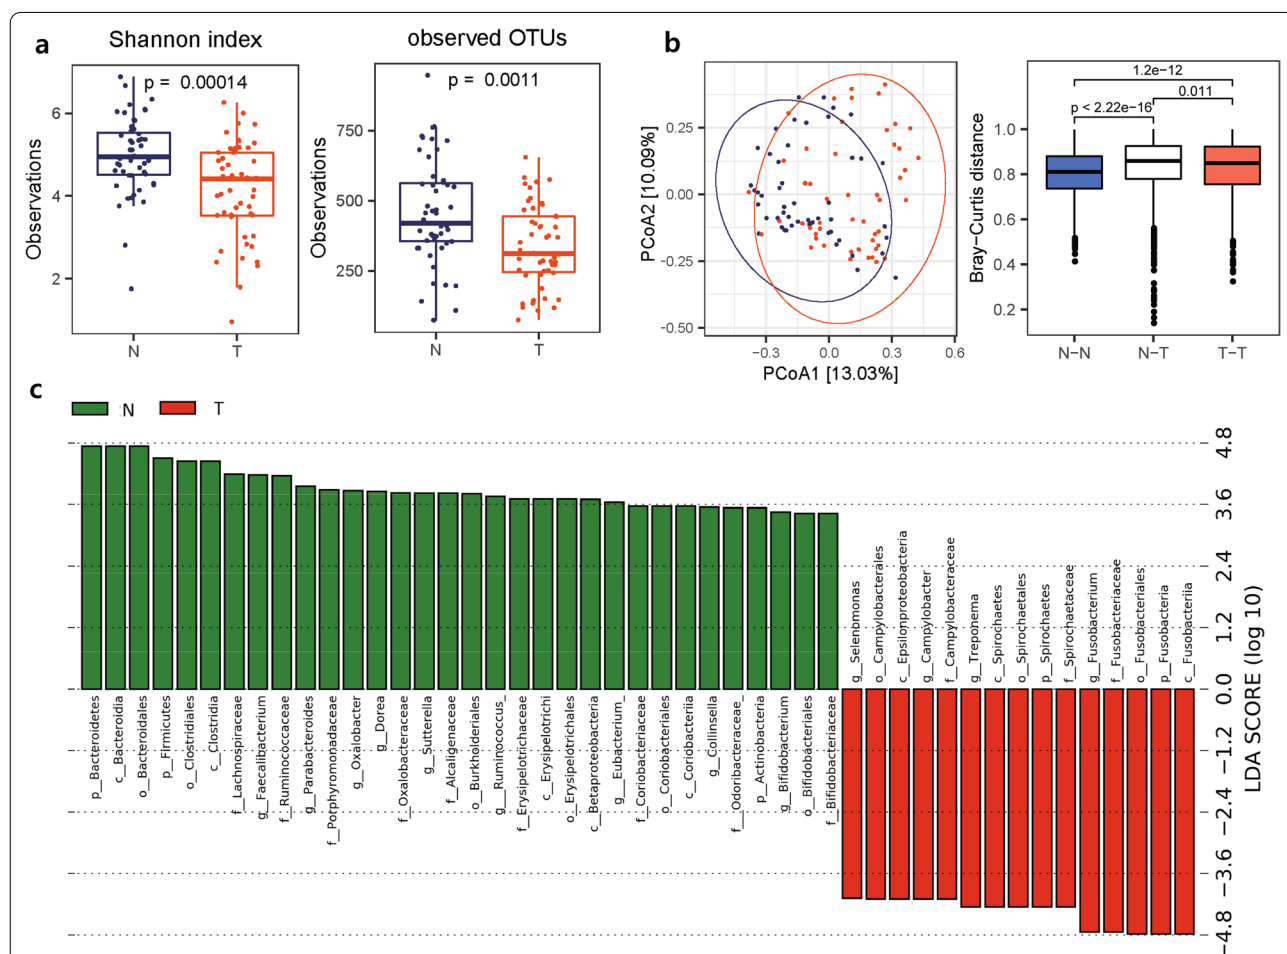 a
Shannon index
p = 0.00014
Observations
6
4
2
N
T
observed OTUs
p = 0.0011
Observations
750
500
250
N
T
b
PCoA2 [10.09%]
0.25
0.00
-0.25
-0.50
-0.3
0.0
0.3
0.6
PCoA1 [13.03%]
Bray-Curtis distance
1.2e-12
0.011
p < 2.22e-16
1.0
0.8
0.6
0.4
0.2
N-N
N-T
T-T
c
N
T
p__Bacteroidetes
c__Bacteroidia
o__Bacteroidales
p__Firmicutes
o__Clostridiales
c__Clostridia
f__Lachnospiraceae
g__Faecalibacterium
f__Ruminococcaceae
g__Parabacteroides
f__Porphyromonadaceae
g__Oxalobacter
g__Dorea
f__Oxalobacteraceae
g__Sutterella
f__Alcaligenaceae
o__Burkholderiales
g__Ruminococcus_
f__Erysipelotrichaceae
c__Erysipelotrichi
o__Erysipelotrichales
c__Betaproteobacteria
g__Eubacterium_
f__Coriobacteriaceae
o__Coriobacteriales
c__Coriobacteriia
g__Collinsella
f__Odoribacteraceae_
p__Actinobacteria
g__Bifidobacterium
o__Bifidobacteriales
f__Bifidobacteriaceae
g__Selenomonas
o__Campylobacterales
c__Epsilonproteobacteria
g__Campylobacter
f__Campylobacteraceae
g__Treponema
c__Spirochaetes
o__Spirochaetales
p__Spirochaetes
f__Spirochaetaceae
g__Fusobacterium
f__Fusobacteriaceae
o__Fusobacteriales
p__Fusobacteria
c__Fusobacteriia
4.8
3.6
2.4
1.2
0.0
-1.2
-2.4
-3.6
-4.8
LDA SCORE (log 10)